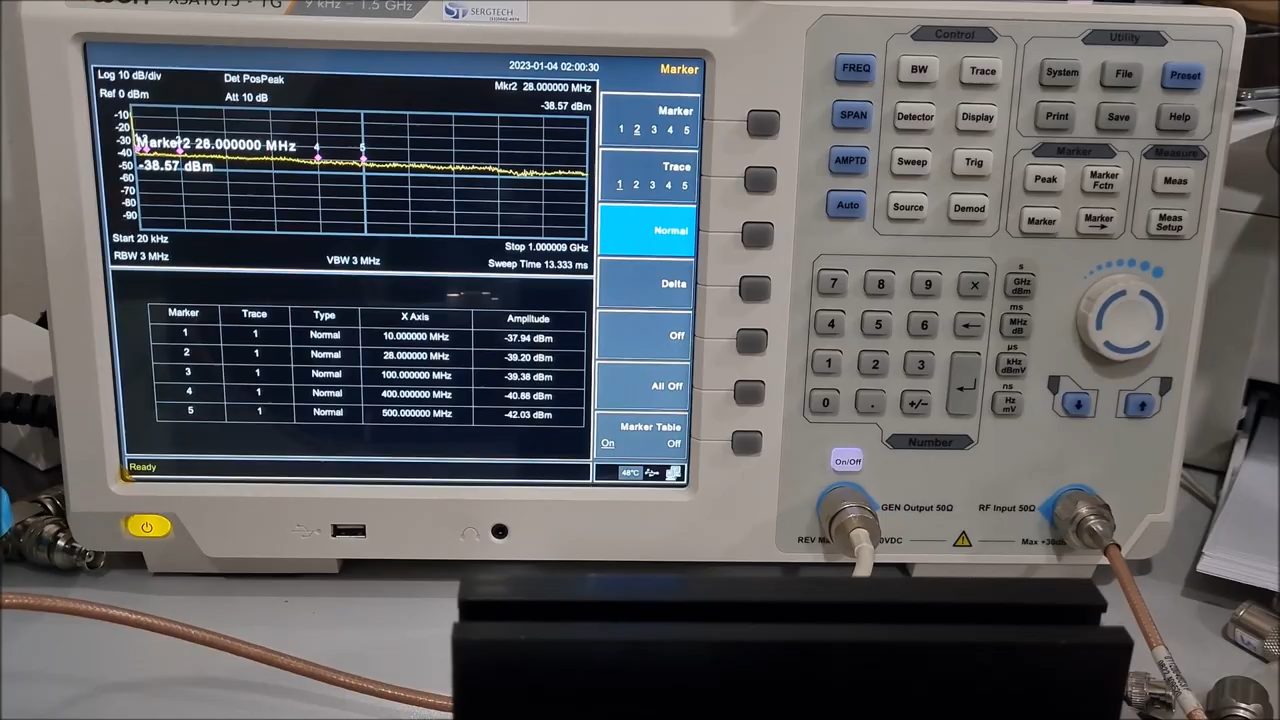 XSA1015 - TG
9 kHz – 1.5 GHz
SERGTECH
2023-01-04 02:00:30
Marker
Log 10 dB/div
Det PosPeak
Mkr2 28.000000 MHz
Ref 0 dBm
Att 10 dB
-38.57 dBm
-10
-20
-30
-40
-50
-60
-70
-80
-90
Marker2 28.000000 MHz
-38.57 dBm
4
5
Start 20 kHz
Stop 1.000009 GHz
RBW 3 MHz
VBW 3 MHz
Sweep Time 13.333 ms
Marker Trace Type X Axis Amplitude
1 1 Normal 10.000000 MHz -37.94 dBm
2 1 Normal 28.000000 MHz -39.20 dBm
3 1 Normal 100.000000 MHz -39.38 dBm
4 1 Normal 400.000000 MHz -40.88 dBm
5 1 Normal 500.000000 MHz -42.03 dBm
Ready
48°C
Marker
1 2 3 4 5
Trace
1 2 3 4 5
Normal
Delta
Off
All Off
Marker Table
On Off
Control
FREQ BW Trace
SPAN Detector Display
AMPTD Sweep Trig
Auto Source Demod
Utility
System File Preset
Print Save Help
Marker
Peak Marker Fctn
Marker Marker
Measure
Meas
Meas Setup
7 8 9 ×
4 5 6
1 2 3
0 . +/-
Number
s
GHz
dBm
ms
MHz
dB
µs
kHz
dBmV
ns
Hz
mV
On/Off
GEN Output 50Ω
RF Input 50Ω
REV
0VDC
Max +30